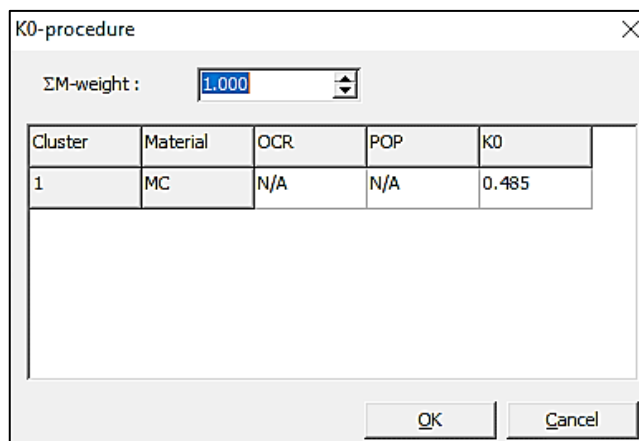 K0-procedure
ΣM-weight : 1.000
Cluster Material OCR POP K0
1 MC N/A N/A 0.485
OK Cancel